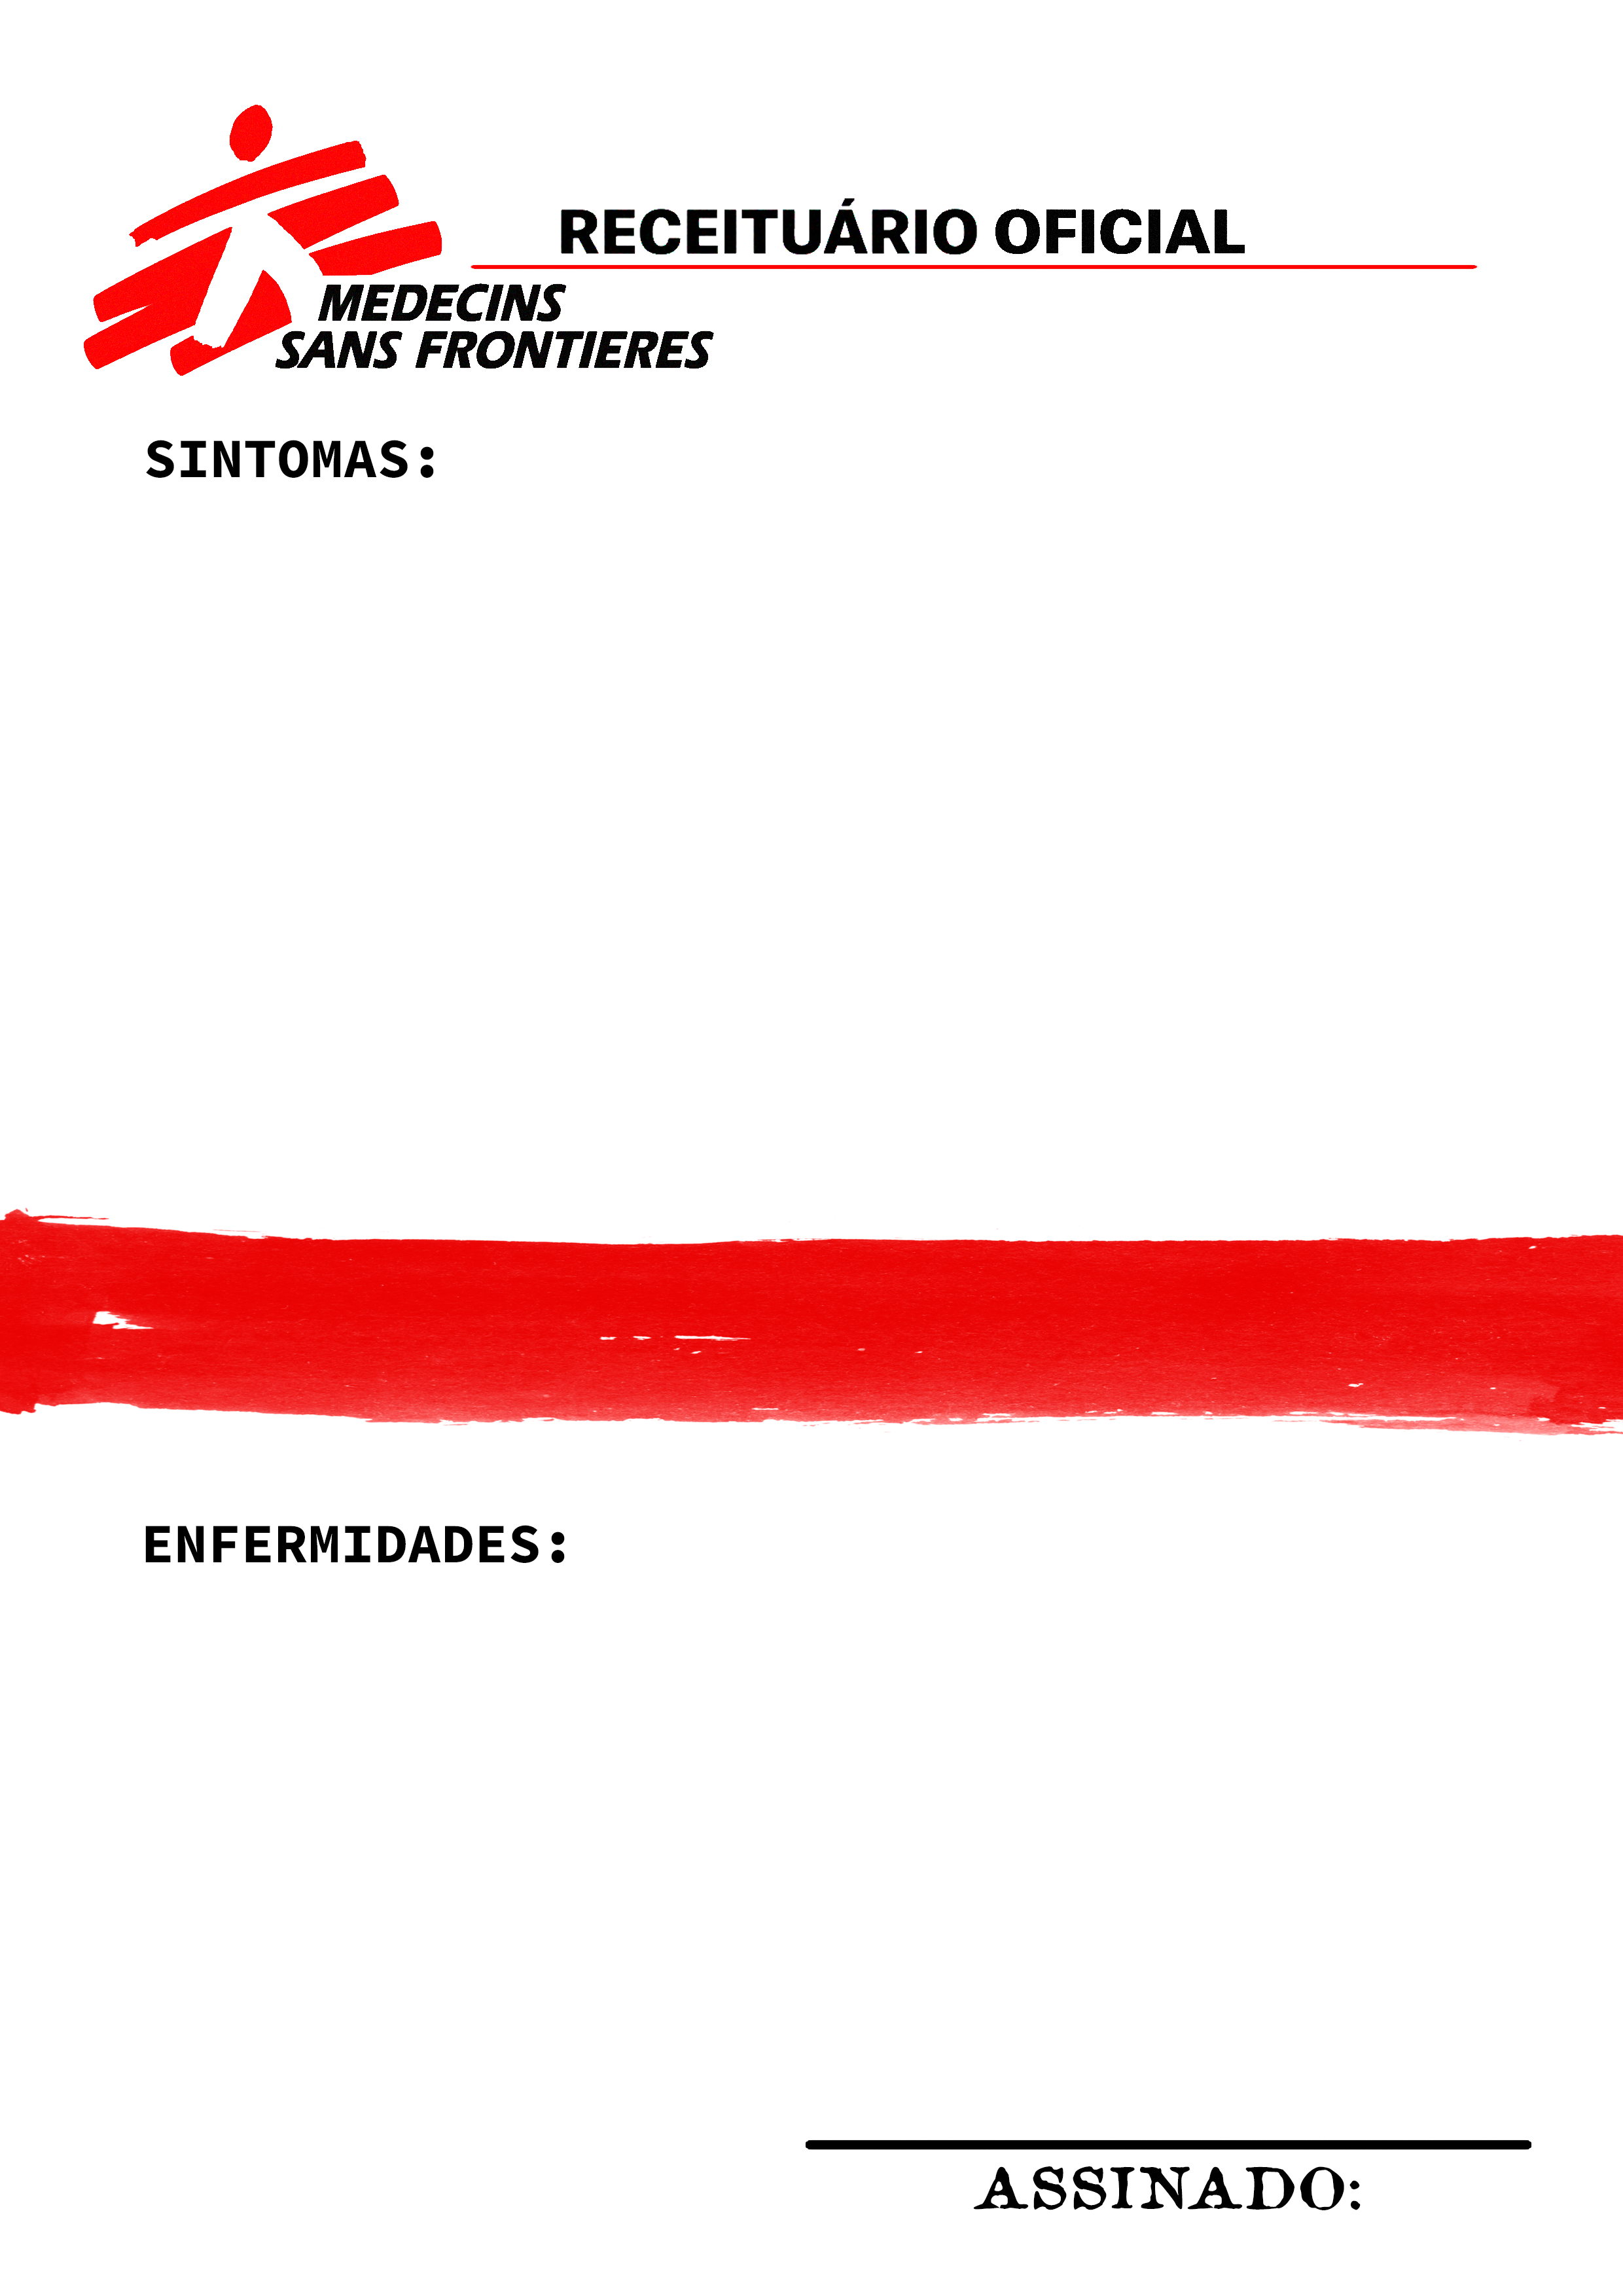 RECEITUÁRIO OFICIAL
MEDECINS
SANS FRONTIERES
SINTOMAS:
ENFERMIDADES:
ASSINADO: